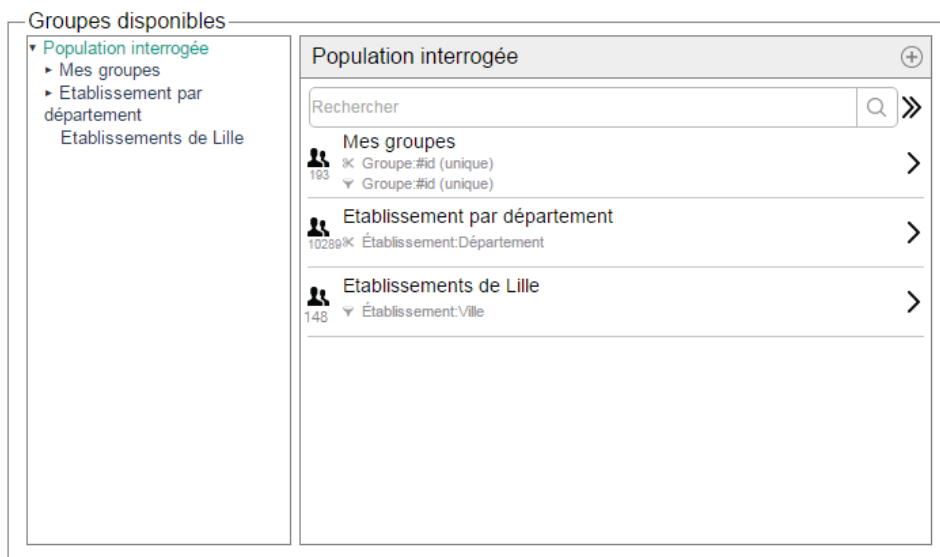 Groupes disponibles
Population interrogée
Mes groupes
Etablissement par
département
Etablissements de Lille
Population interrogée
Rechercher
Mes groupes
193
Groupe:#id (unique)
Groupe:#id (unique)
Etablissement par département
10289
Établissement:Département
Etablissements de Lille
148
Établissement:Ville